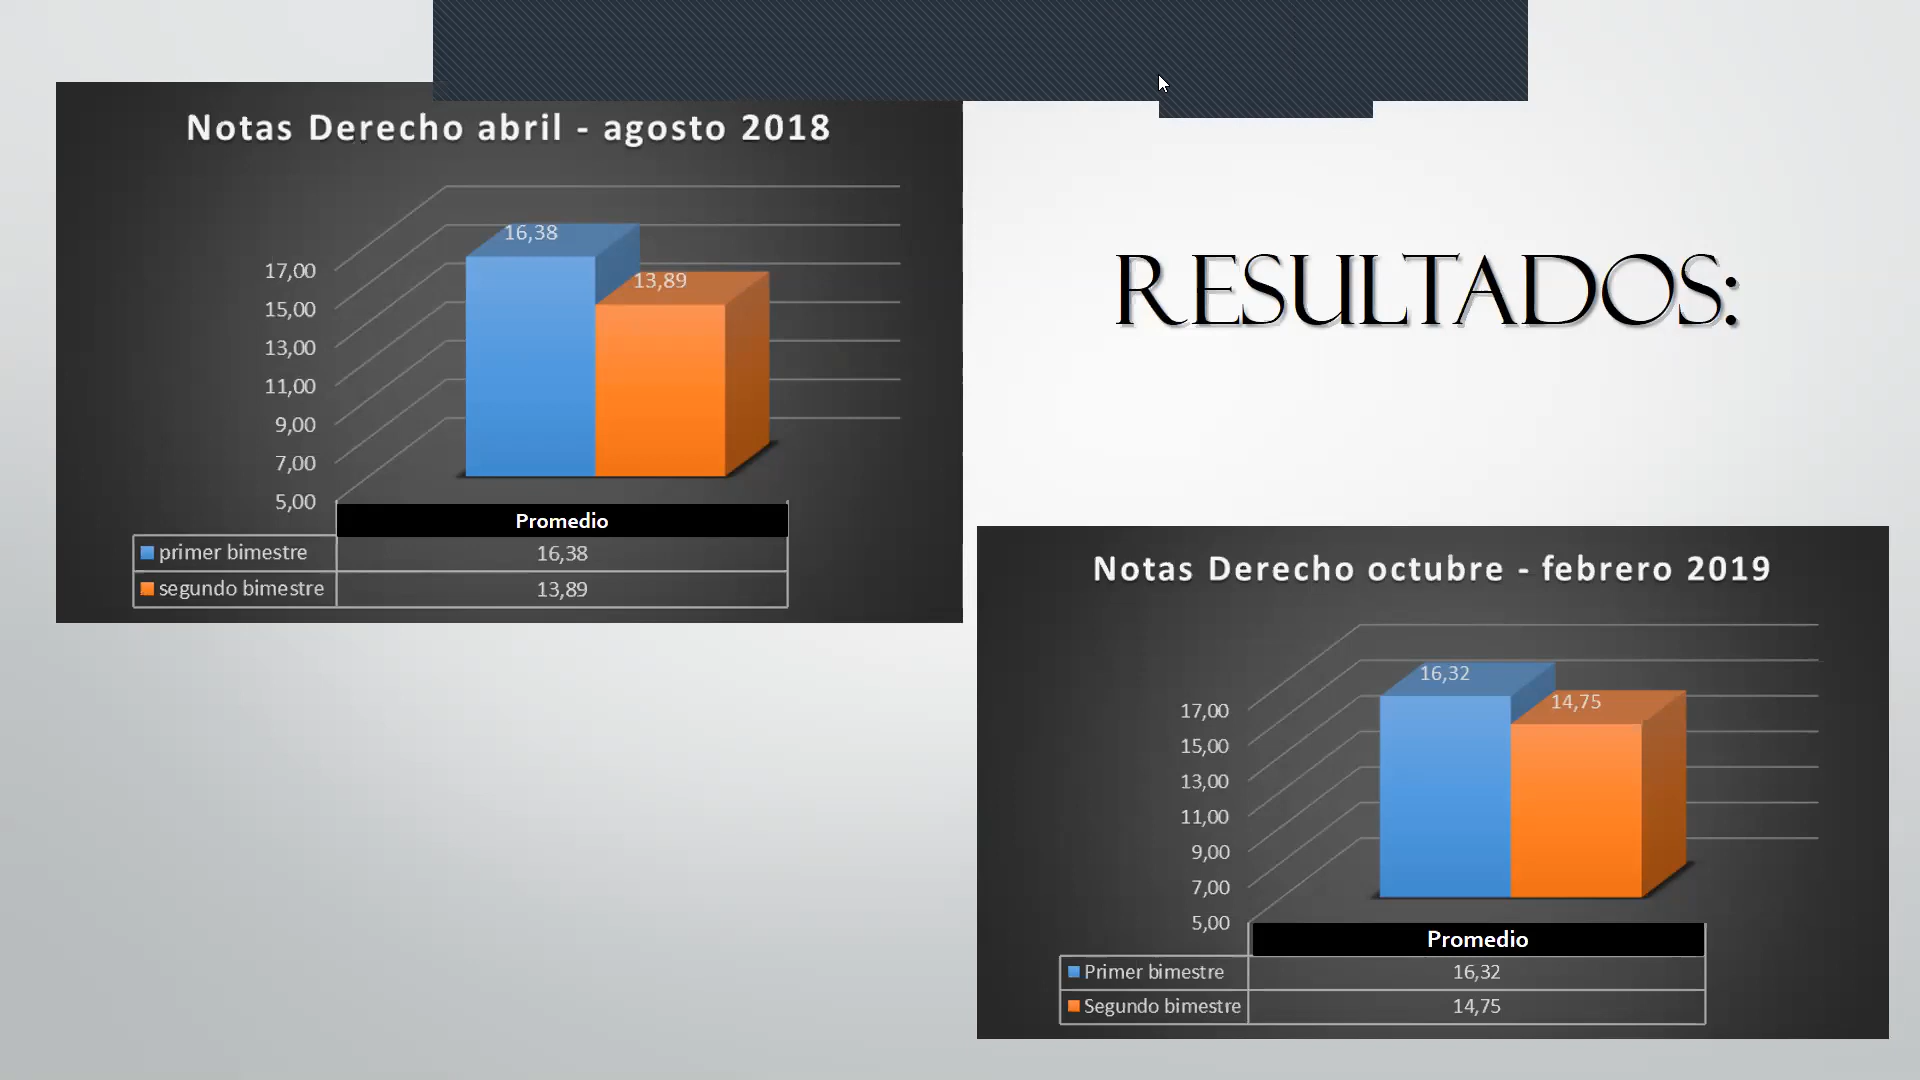 Notas Derecho abril - agosto 2018
16,38
13,89
17,00
15,00
13,00
11,00
9,00
7,00
5,00
Promedio
primer bimestre 16,38
segundo bimestre 13,89
RESULTADOS:
Notas Derecho octubre - febrero 2019
16,32
14,75
17,00
15,00
13,00
11,00
9,00
7,00
5,00
Promedio
Primer bimestre 16,32
Segundo bimestre 14,75